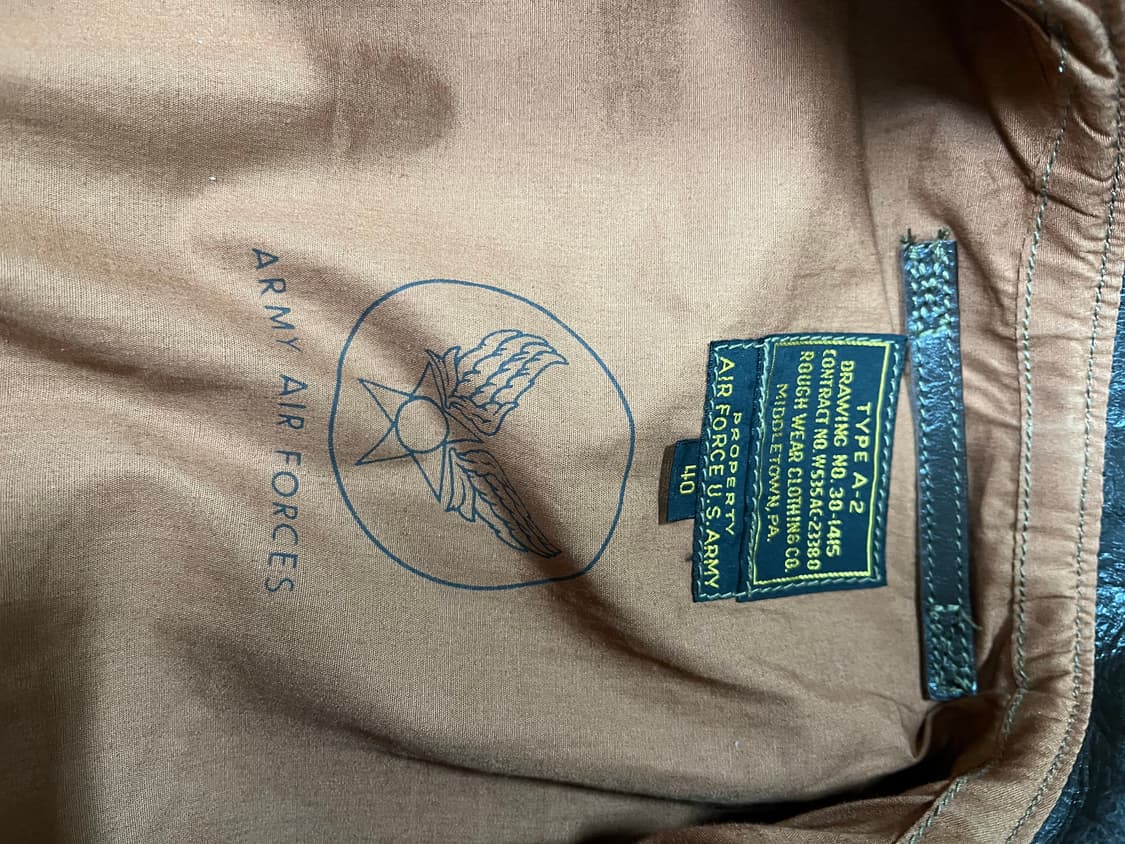 TYPE A-2
DRAWING NO. 30-1415
CONTRACT NO. W535AC-23380
ROUGH WEAR CLOTHING CO.
MIDDLETOWN, PA.
PROPERTY
AIR FORCE U.S. ARMY
40
ARMY AIR FORCES